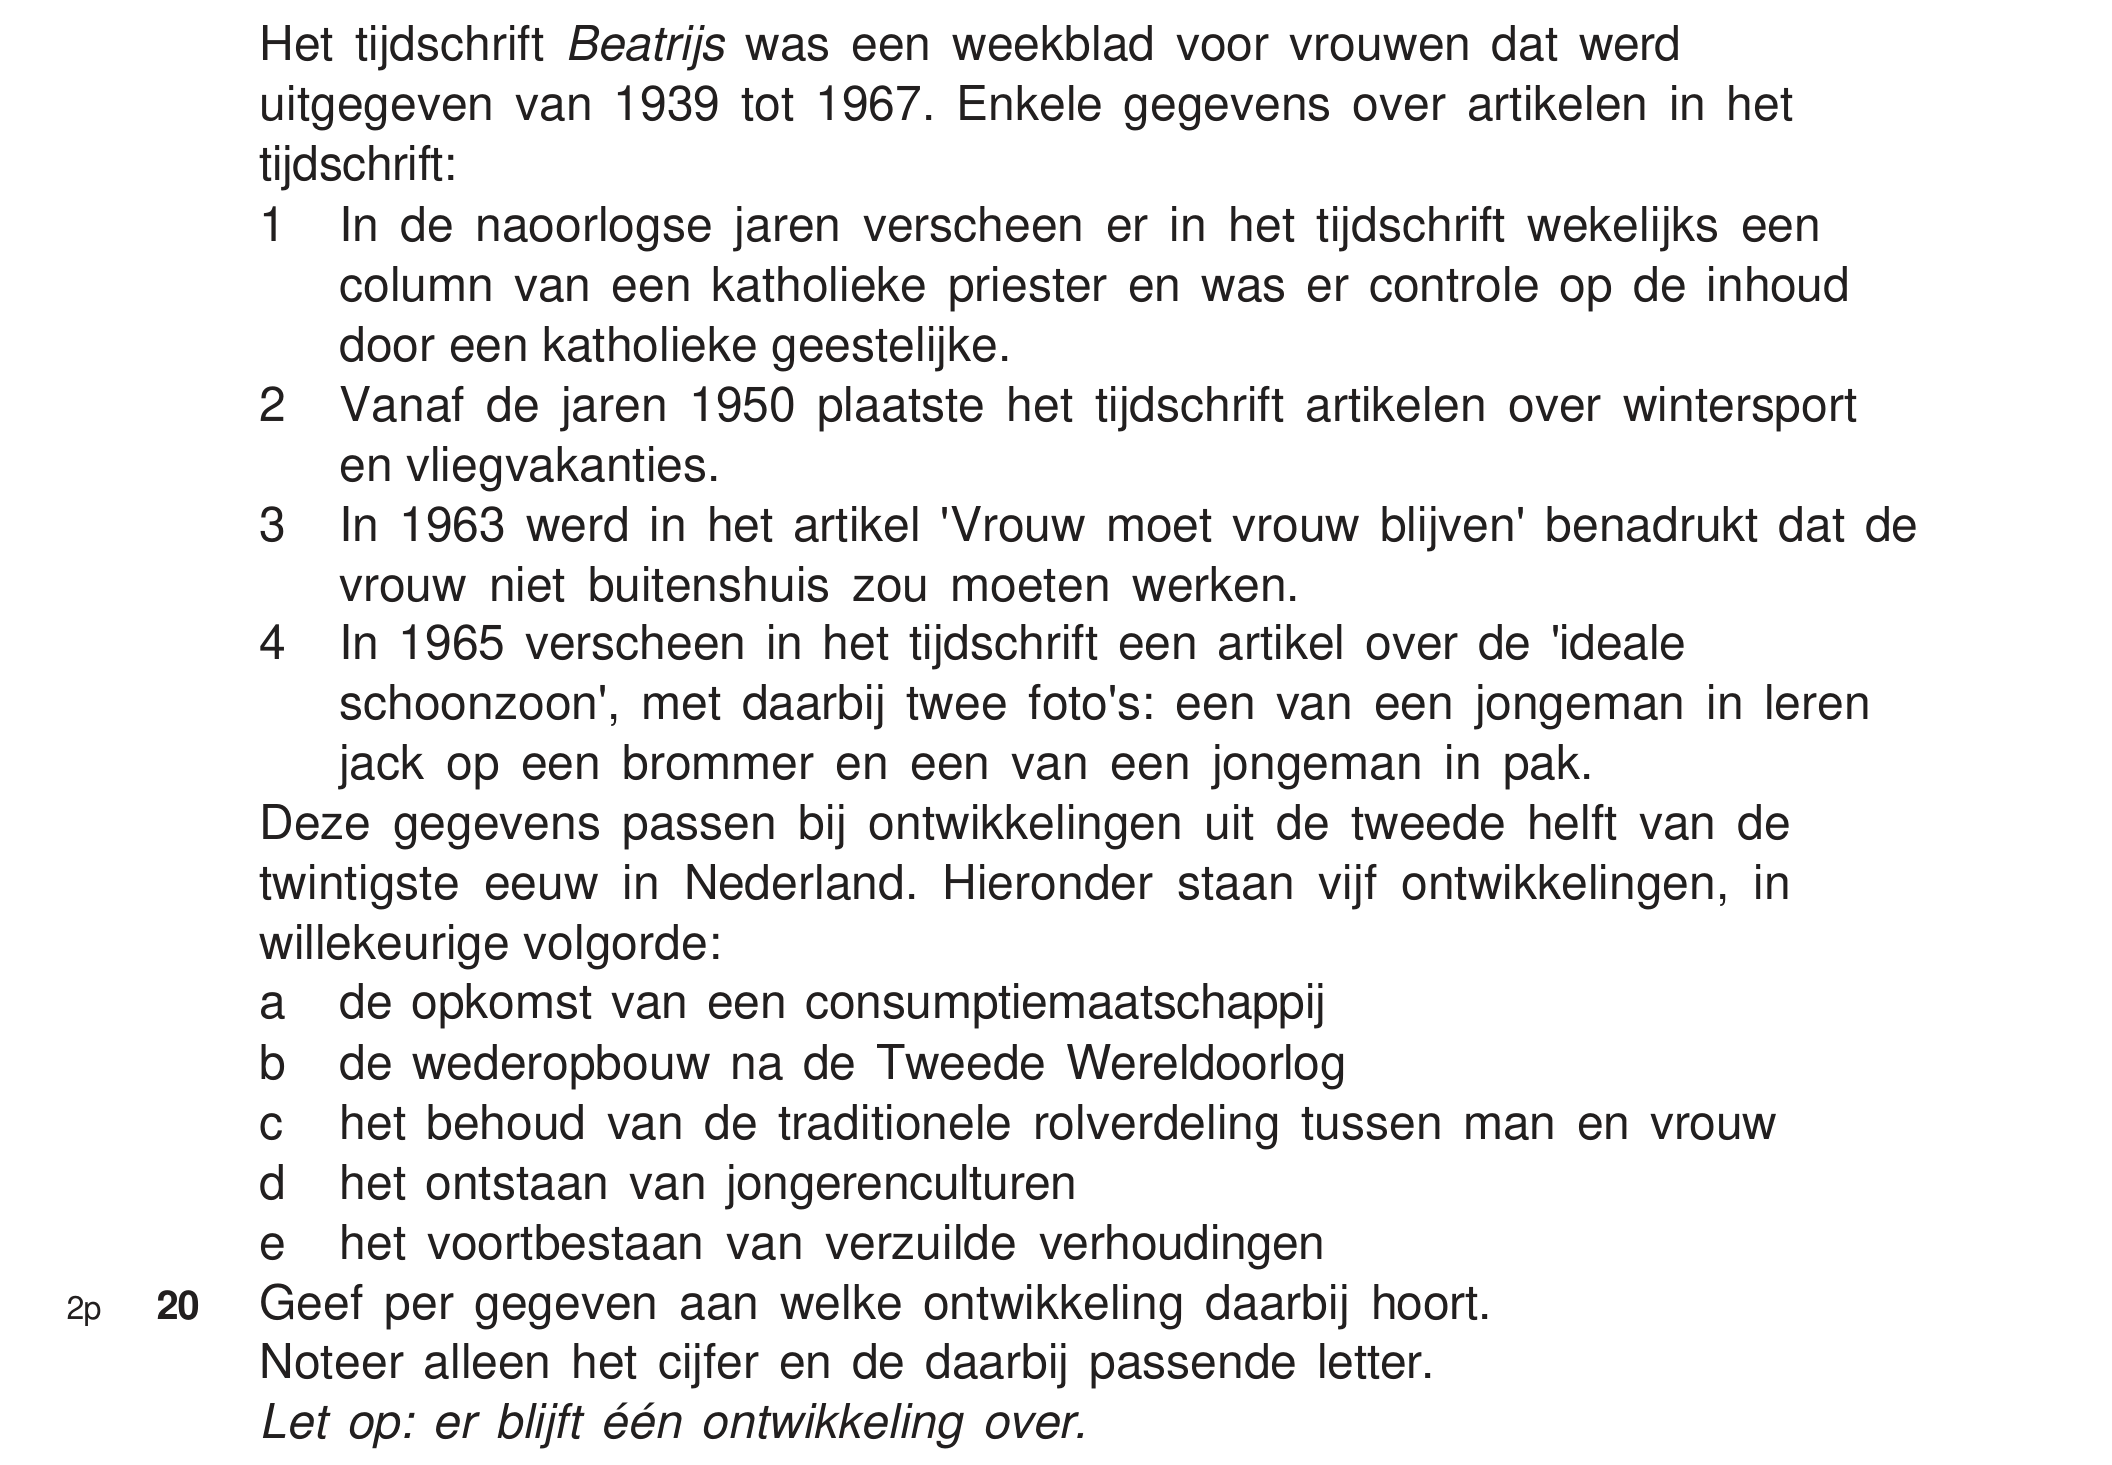 Het tijdschrift Beatrijs was een weekblad voor vrouwen dat werd
uitgegeven van 1939 tot 1967. Enkele gegevens over artikelen in het
tijdschrift:
1 In de naoorlogse jaren verscheen er in het tijdschrift wekelijks een
column van een katholieke priester en was er controle op de inhoud
door een katholieke geestelijke.
2 Vanaf de jaren 1950 plaatste het tijdschrift artikelen over wintersport
en vliegvakanties.
3 In 1963 werd in het artikel 'Vrouw moet vrouw blijven' benadrukt dat de
vrouw niet buitenshuis zou moeten werken.
4 In 1965 verscheen in het tijdschrift een artikel over de 'ideale
schoonzoon', met daarbij twee foto's: een van een jongeman in leren
jack op een brommer en een van een jongeman in pak.
Deze gegevens passen bij ontwikkelingen uit de tweede helft van de
twintigste eeuw in Nederland. Hieronder staan vijf ontwikkelingen, in
willekeurige volgorde:
a de opkomst van een consumptiemaatschappij
b de wederopbouw na de Tweede Wereldoorlog
c het behoud van de traditionele rolverdeling tussen man en vrouw
d het ontstaan van jongerenculturen
e het voortbestaan van verzuilde verhoudingen
2p 20 Geef per gegeven aan welke ontwikkeling daarbij hoort.
Noteer alleen het cijfer en de daarbij passende letter.
Let op: er blijft één ontwikkeling over.